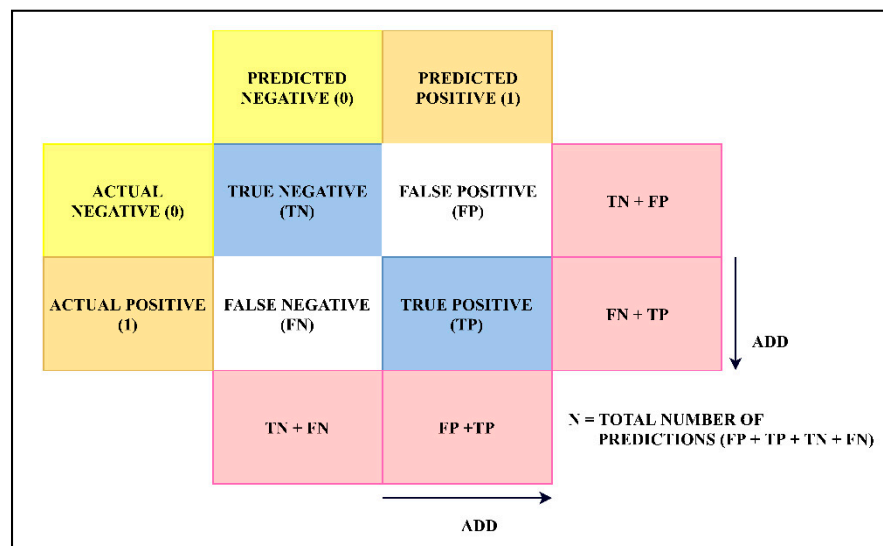 PREDICTED
NEGATIVE (0)
PREDICTED
POSITIVE (1)
ACTUAL
NEGATIVE (0)
TRUE NEGATIVE
(TN)
FALSE POSITIVE
(FP)
TN + FP
ACTUAL POSITIVE
(1)
FALSE NEGATIVE
(FN)
TRUE POSITIVE
(TP)
FN + TP
ADD
TN + FN
FP +TP
N = TOTAL NUMBER OF
PREDICTIONS (FP + TP + TN + FN)
ADD